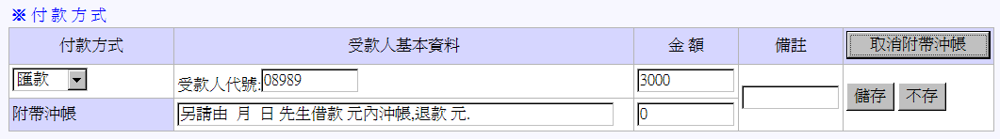 ※ 付 款 方 式
付款方式 受款人基本資料 金 額 備註 取消附帶沖帳
匯款 受款人代號:08989 3000 儲存 不存
附帶沖帳 另請由 月 日 先生借款 元內沖帳,退款 元. 0